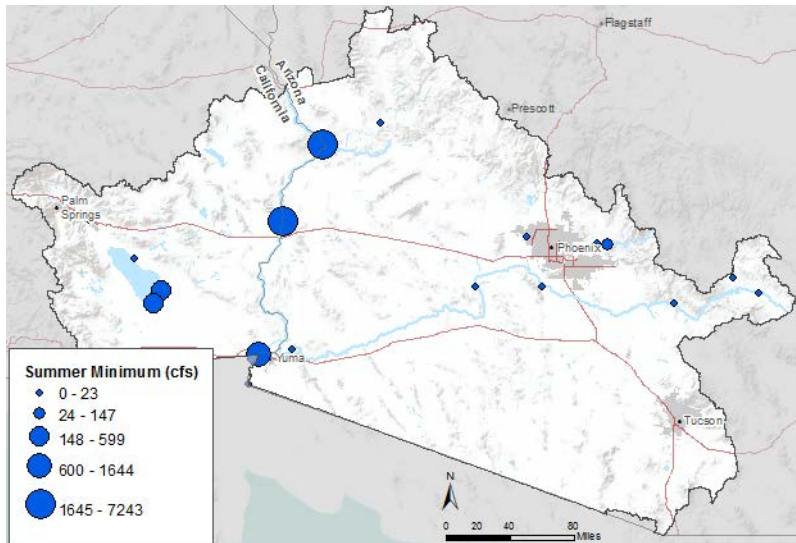 Flagstaff
Arizona
California
Prescott
Palm
Springs
Phoenix
Yuma
Tucson
Summer Minimum (cfs)
0 - 23
24 - 147
148 - 599
600 - 1644
1645 - 7243
N
0 20 40 80
Miles